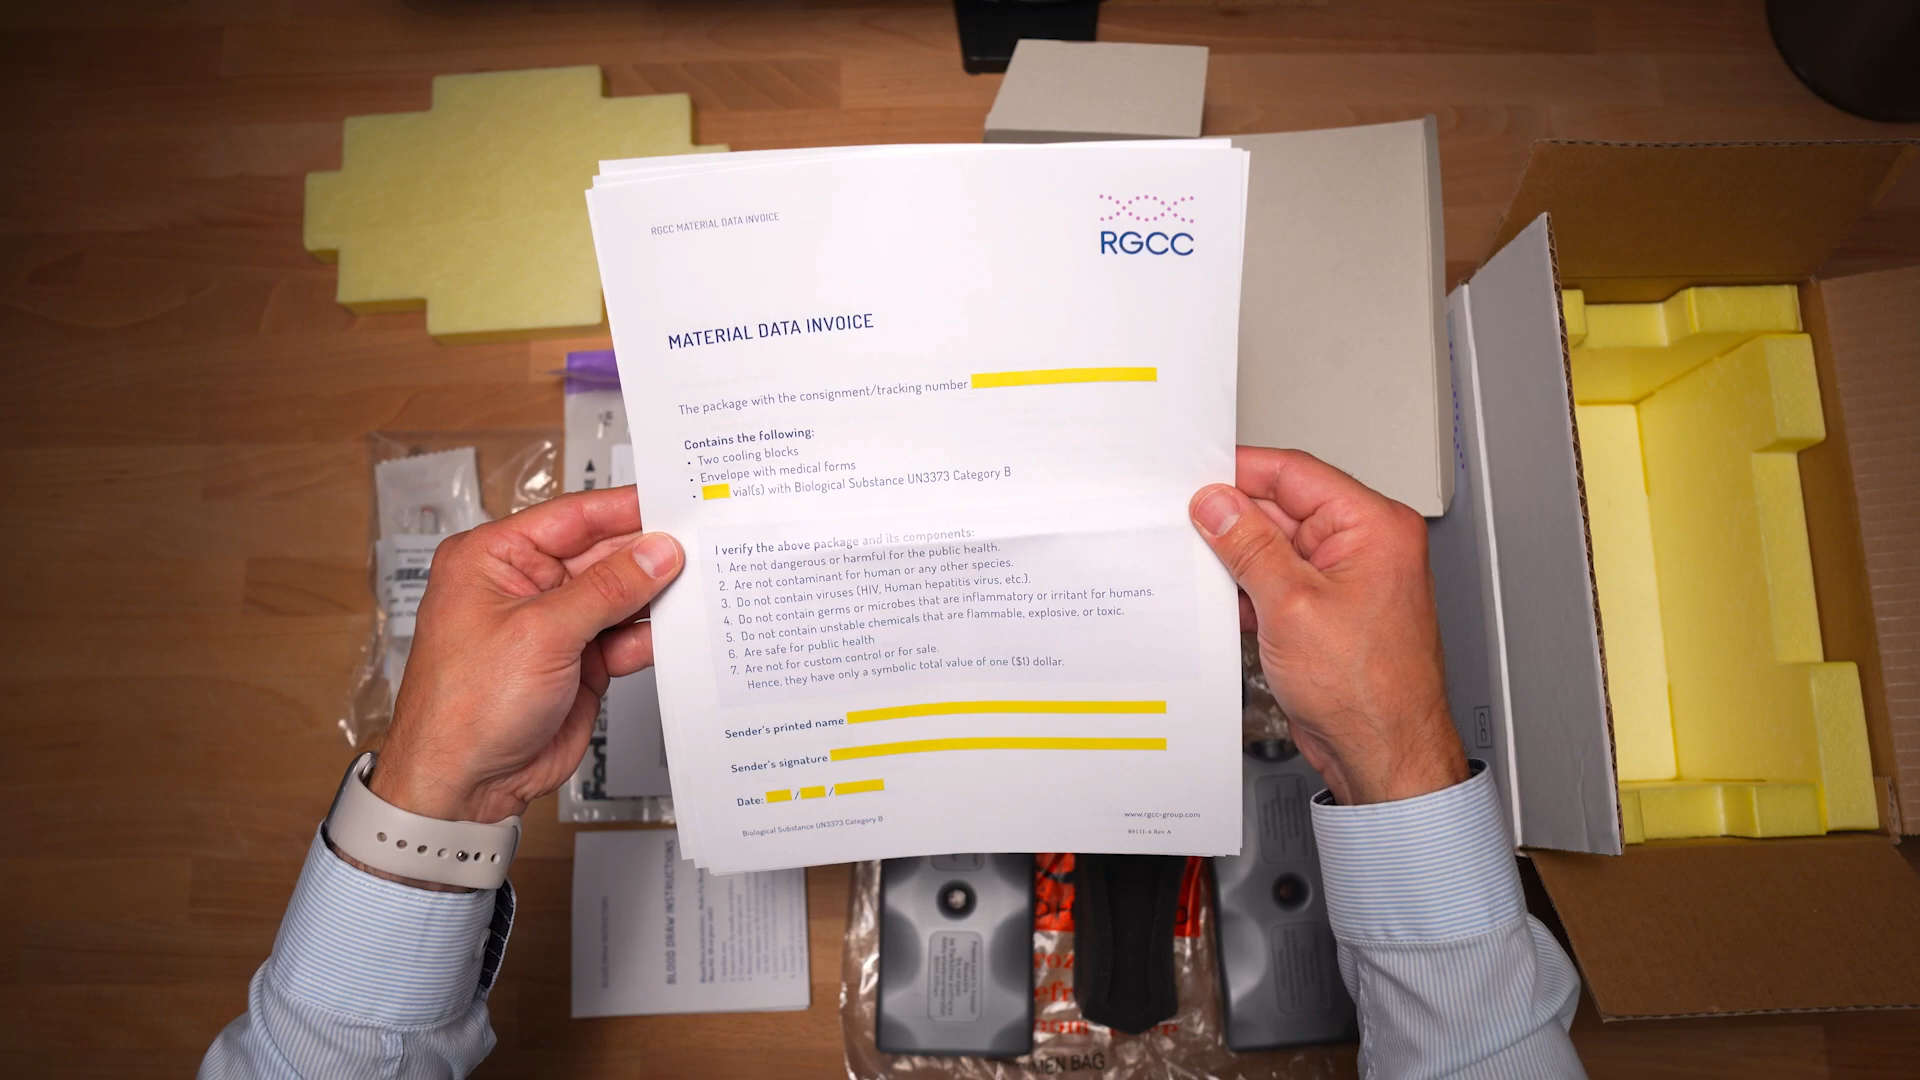 RGCC MATERIAL DATA INVOICE
RGCC
MATERIAL DATA INVOICE
The package with the consignment/tracking number
Contains the following:
• Two cooling blocks
• Envelope with medical forms
• vial(s) with Biological Substance UN3373 Category B
I verify the above package and its components:
1. Are not dangerous or harmful for the public health.
2. Are not contaminant for human or any other species.
3. Do not contain viruses (HIV, Human hepatitis virus, etc.).
4. Do not contain germs or microbes that are inflammatory or irritant for humans.
5. Do not contain unstable chemicals that are flammable, explosive, or toxic.
6. Are safe for public health
7. Are not for custom control or for sale.
Hence, they have only a symbolic total value of one ($1) dollar.
Sender's printed name
Sender's signature
Date: / /
Biological Substance UN3373 Category B
www.rgcc-group.com
BLOOD DRAW INSTRUCTIONS
BAG